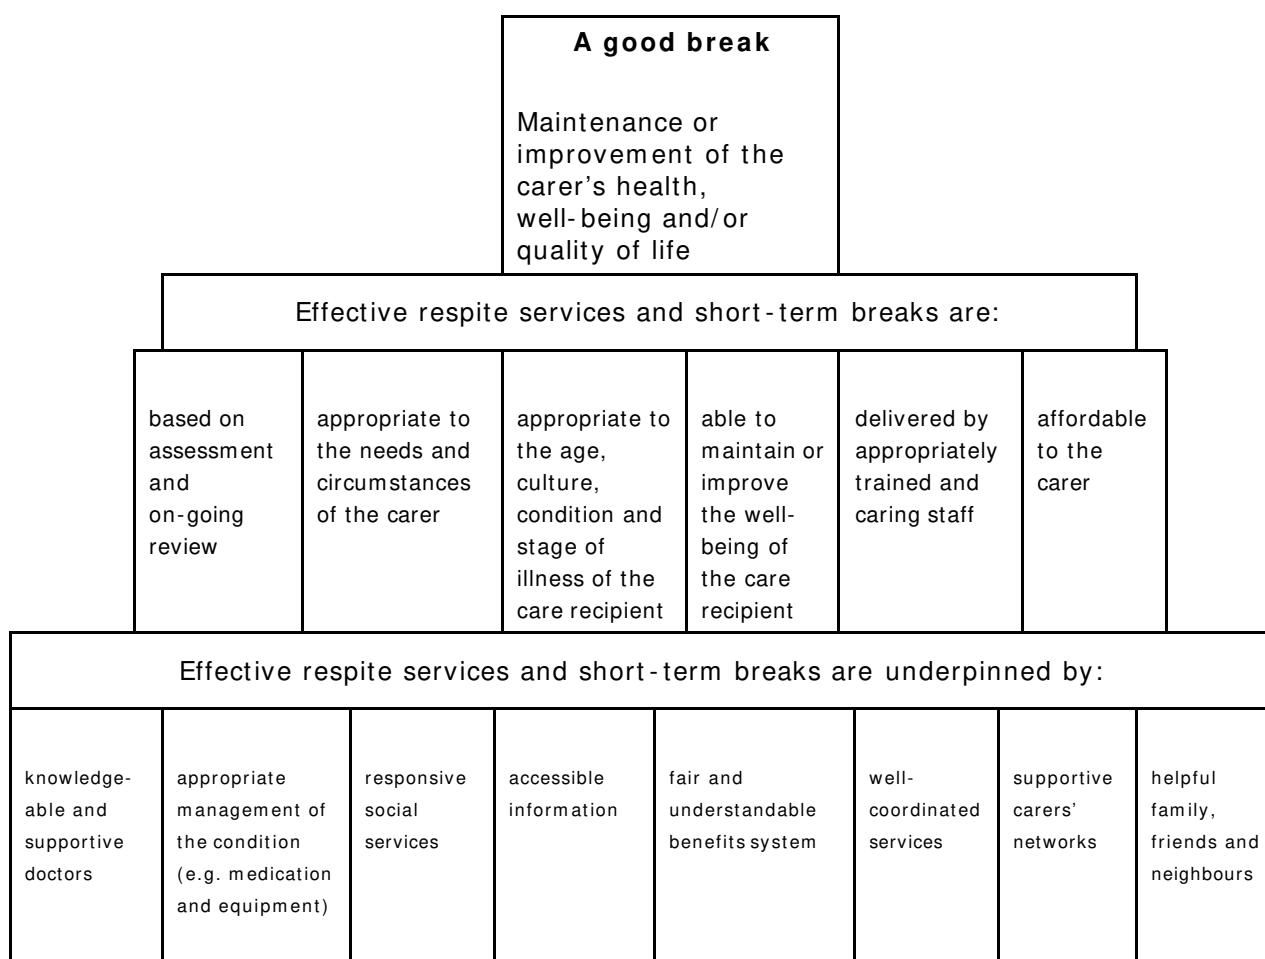 A good break
Maintenance or
improvement of the
carer's health,
well-being and/or
quality of life
Effective respite services and short-term breaks are:
based on
assessment
and
on-going
review
appropriate to
the needs and
circumstances
of the carer
appropriate to
the age,
culture,
condition and
stage of
illness of the
care recipient
able to
maintain or
improve
the well-
being of
the care
recipient
delivered by
appropriately
trained and
caring staff
affordable
to the
carer
Effective respite services and short-term breaks are underpinned by:
knowledge-
able and
supportive
doctors
appropriate
management of
the condition
(e.g. medication
and equipment)
responsive
social
services
accessible
information
fair and
understandable
benefits system
well-
coordinated
services
supportive
carers'
networks
helpful
family,
friends and
neighbours